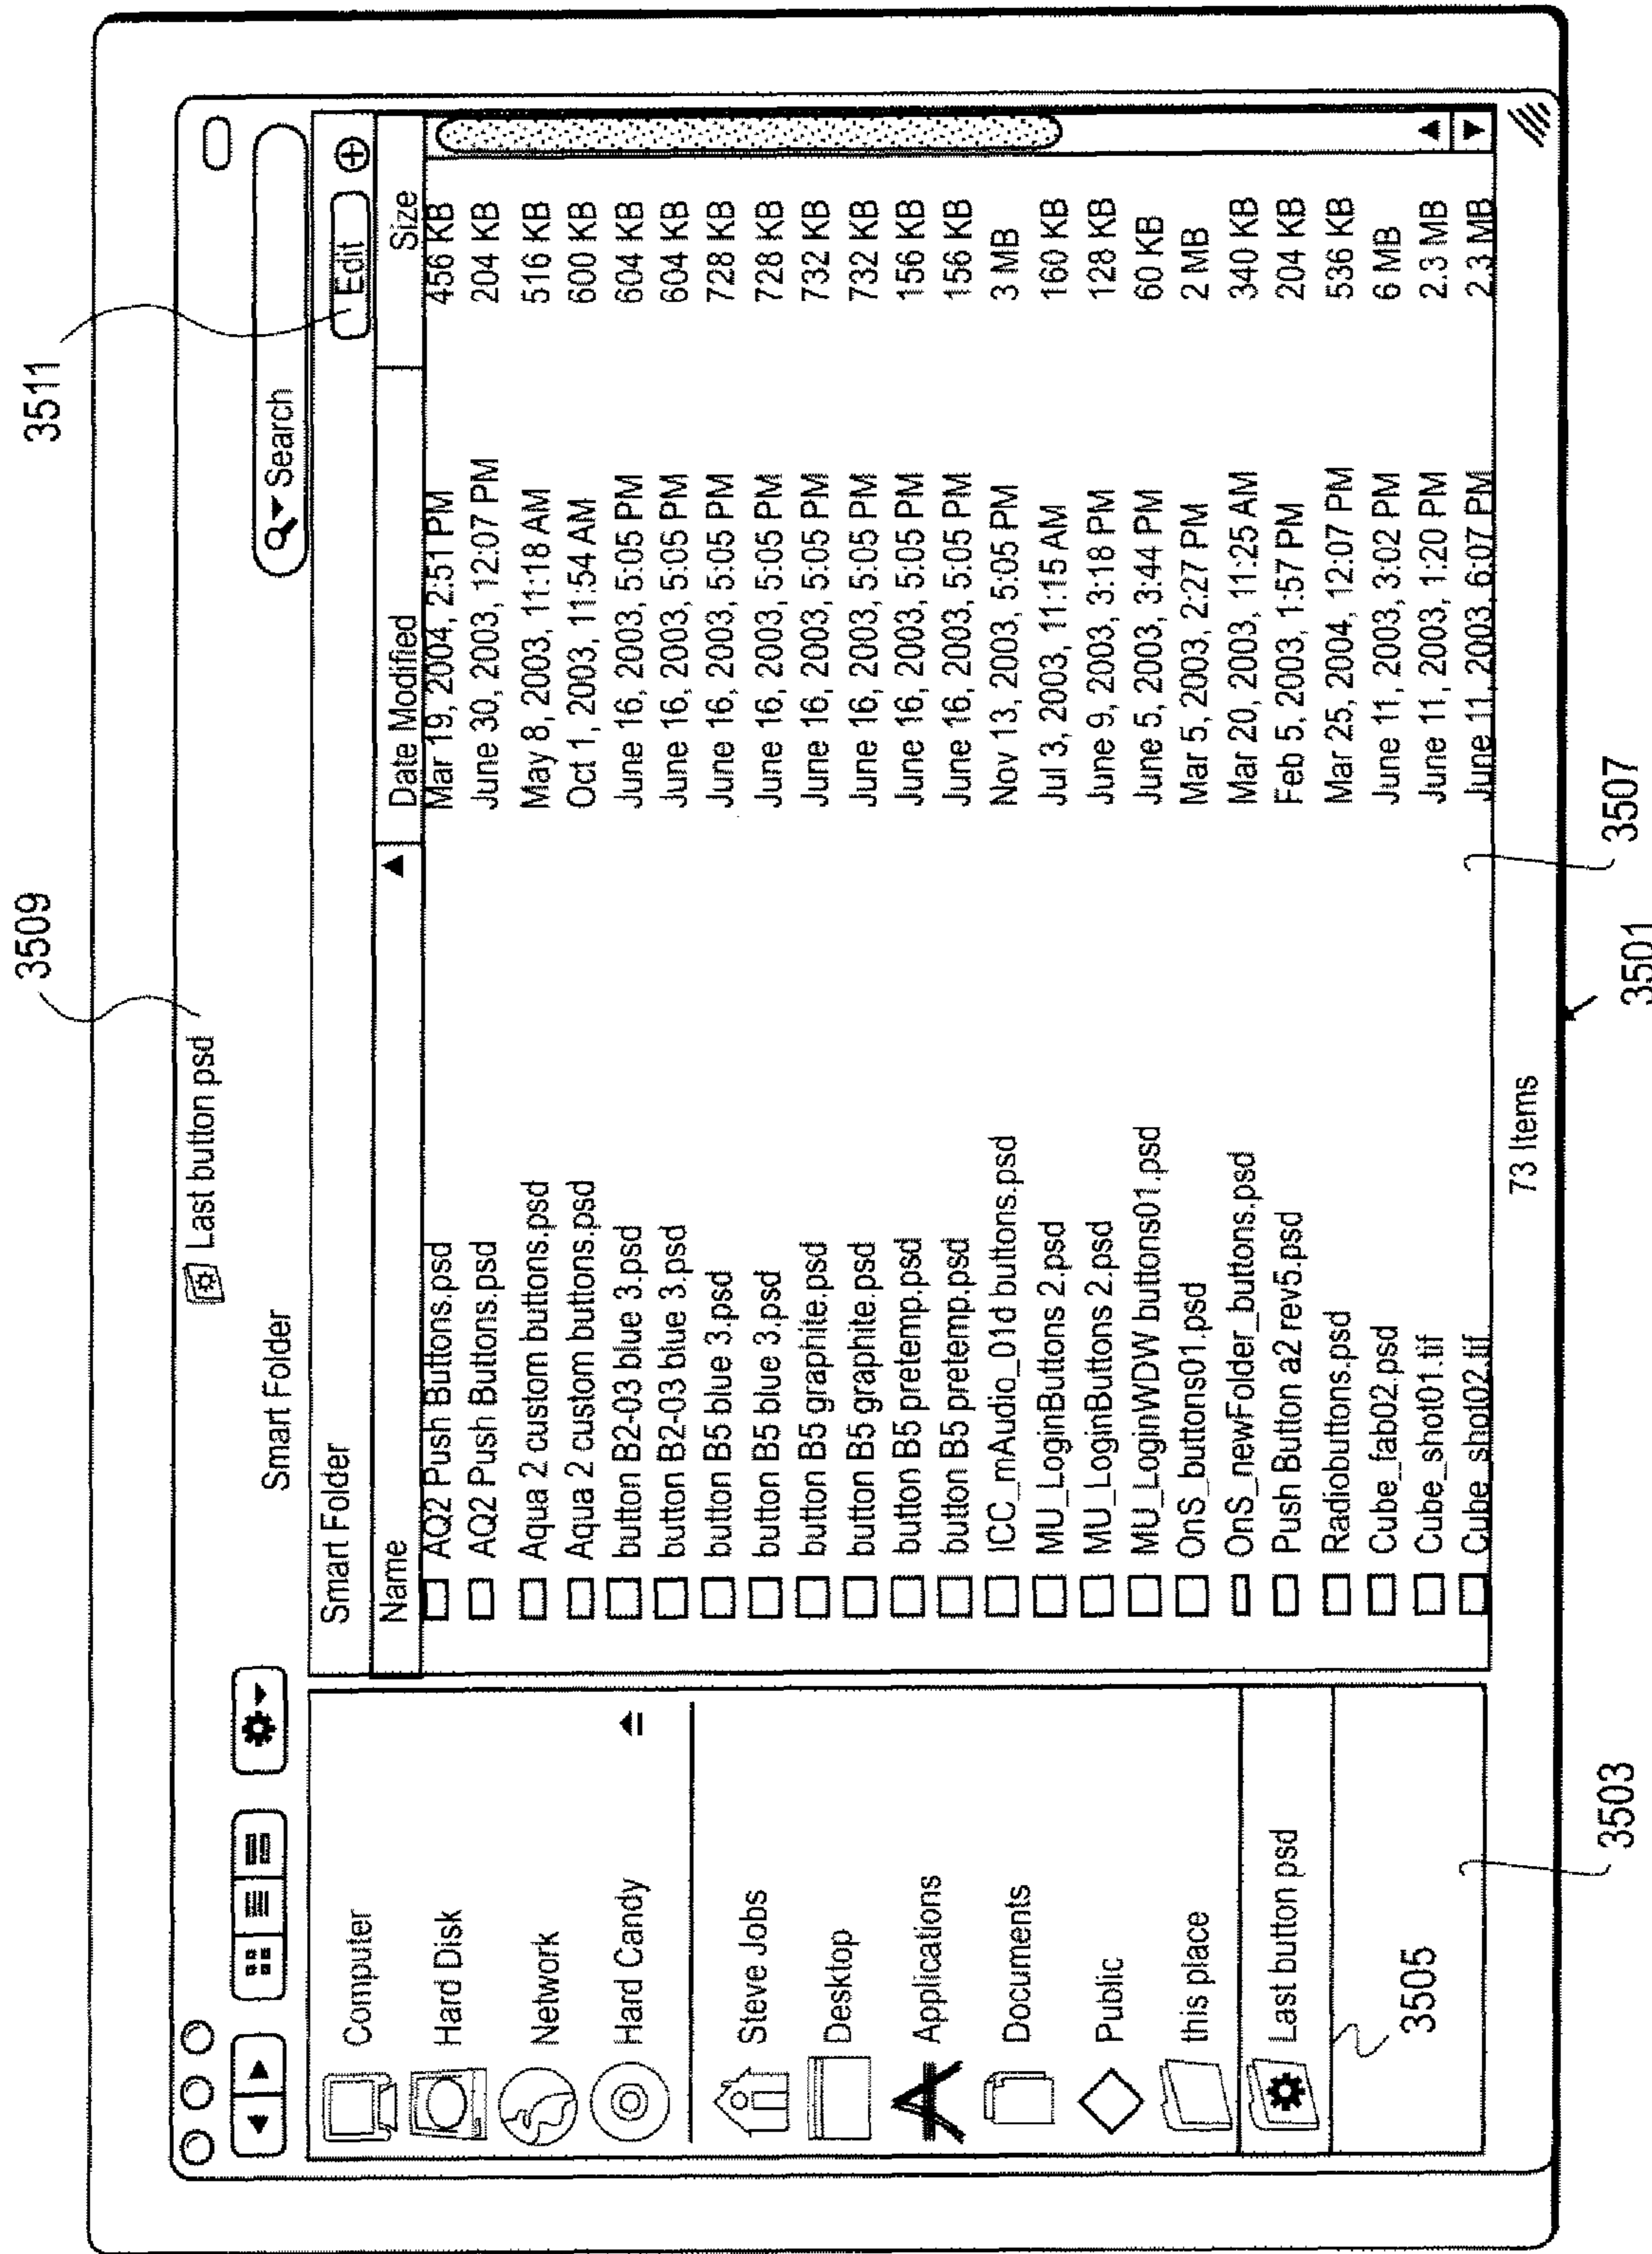 3509
3511
Last button psd
Smart Folder
Search
Smart Folder
Edit
Name Date Modified Size
AQ2 Push Buttons.psd Mar 19, 2004, 2:51 PM 456 KB
AQ2 Push Buttons.psd June 30, 2003, 12:07 PM 204 KB
Aqua 2 custom buttons.psd May 8, 2003, 11:18 AM 516 KB
Aqua 2 custom buttons.psd Oct 1, 2003, 11:54 AM 600 KB
button B2-03 blue 3.psd June 16, 2003, 5:05 PM 604 KB
button B2-03 blue 3.psd June 16, 2003, 5:05 PM 604 KB
button B5 blue 3.psd June 16, 2003, 5:05 PM 728 KB
button B5 blue 3.psd June 16, 2003, 5:05 PM 728 KB
button B5 graphite.psd June 16, 2003, 5:05 PM 732 KB
button B5 graphite.psd June 16, 2003, 5:05 PM 732 KB
button B5 pretemp.psd June 16, 2003, 5:05 PM 156 KB
button B5 pretemp.psd June 16, 2003, 5:05 PM 156 KB
ICC_mAudio_01d buttons.psd Nov 13, 2003, 5:05 PM 3 MB
MU_LoginButtons 2.psd Jul 3, 2003, 11:15 AM 160 KB
MU_LoginButtons 2.psd June 9, 2003, 3:18 PM 128 KB
MU_LoginWDW buttons01.psd June 5, 2003, 3:44 PM 60 KB
OnS_buttons01.psd Mar 5, 2003, 2:27 PM 2 MB
OnS_newFolder_buttons.psd Mar 20, 2003, 11:25 AM 340 KB
Push Button a2 rev5.psd Feb 5, 2003, 1:57 PM 204 KB
Radiobuttons.psd Mar 25, 2004, 12:07 PM 536 KB
Cube_fab02.psd June 11, 2003, 3:02 PM 6 MB
Cube_shot01.tif June 11, 2003, 1:20 PM 2.3 MB
Cube_shot02.tif June 11, 2003, 6:07 PM 2.3 MB
Computer
Hard Disk
Network
Hard Candy
Steve Jobs
Desktop
Applications
Documents
Public
this place
Last button psd
3505
73 Items
3503
3501
3507